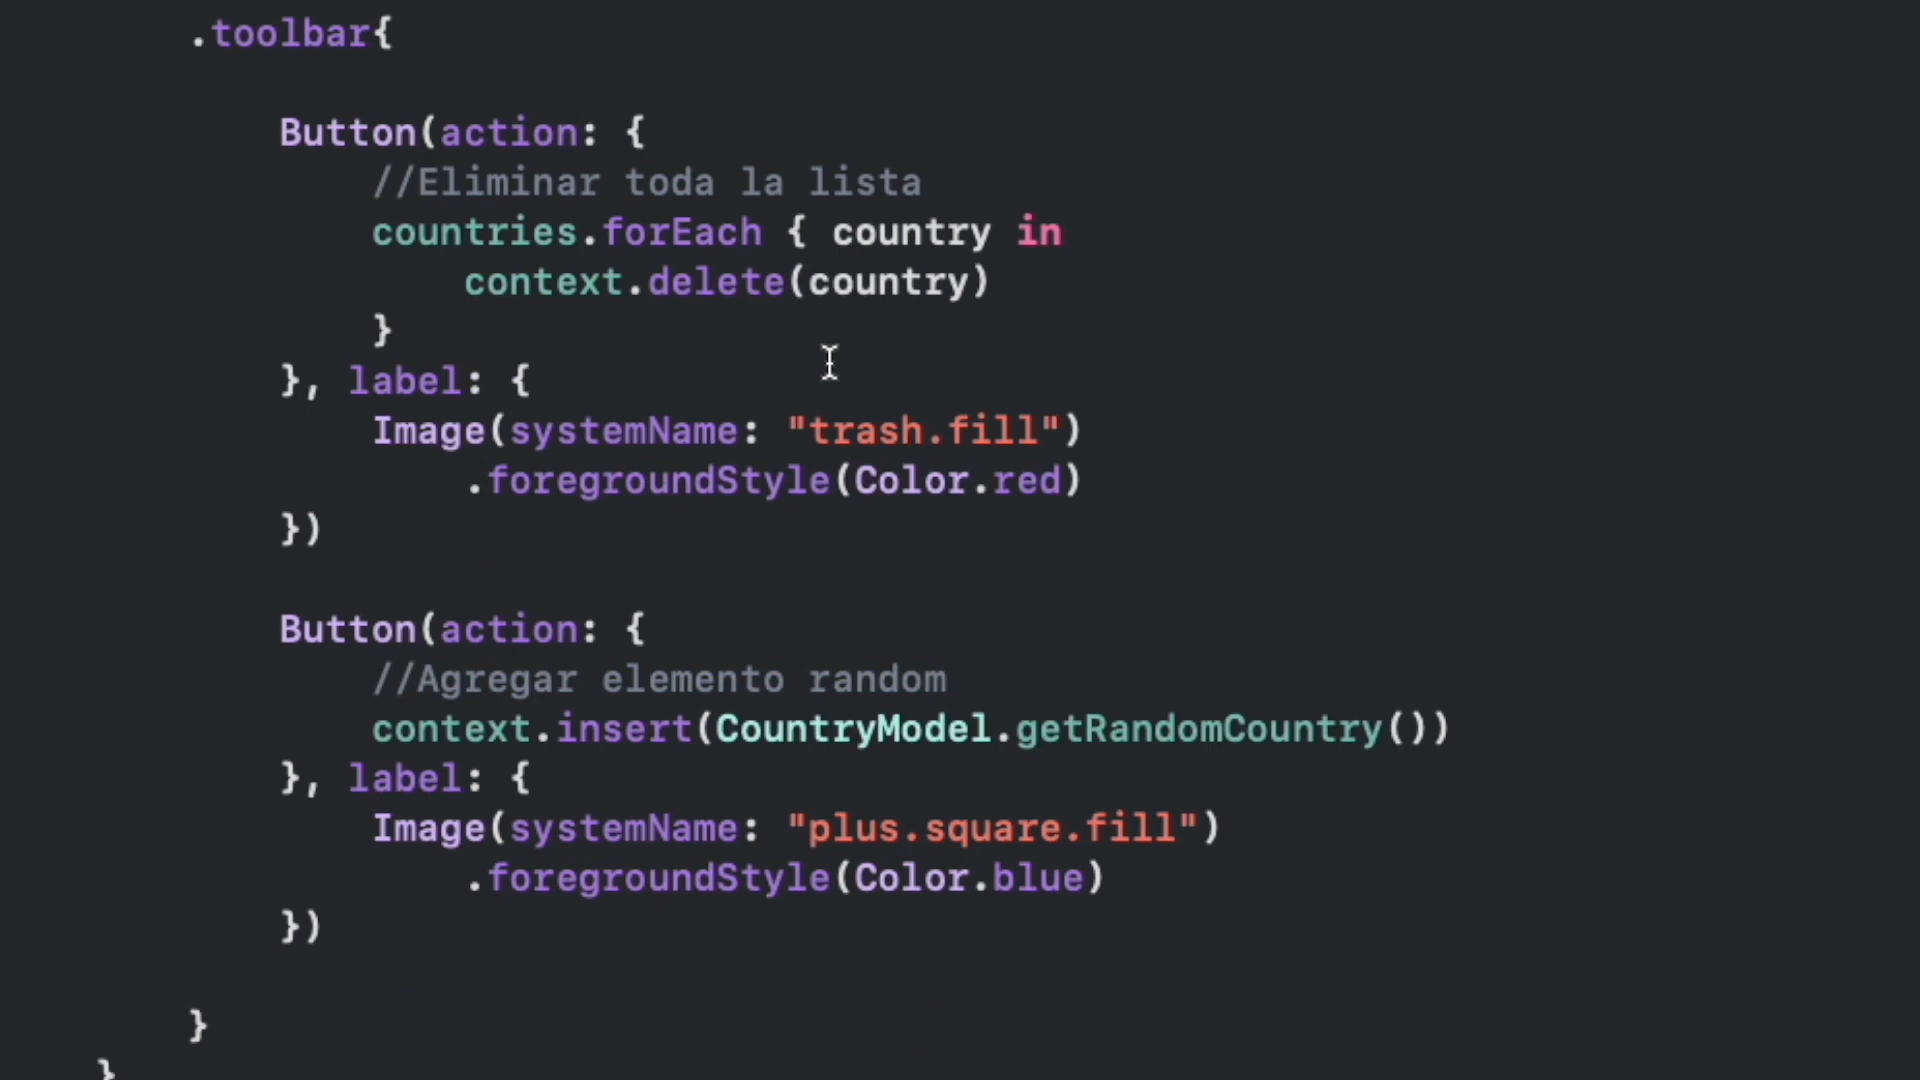 .toolbar{
Button(action: {
//Eliminar toda la lista
countries.forEach { country in
context.delete(country)
}
}, label: {
Image(systemName: "trash.fill")
.foregroundStyle(Color.red)
})
Button(action: {
//Agregar elemento random
context.insert(CountryModel.getRandomCountry())
}, label: {
Image(systemName: "plus.square.fill")
.foregroundStyle(Color.blue)
})
}
}